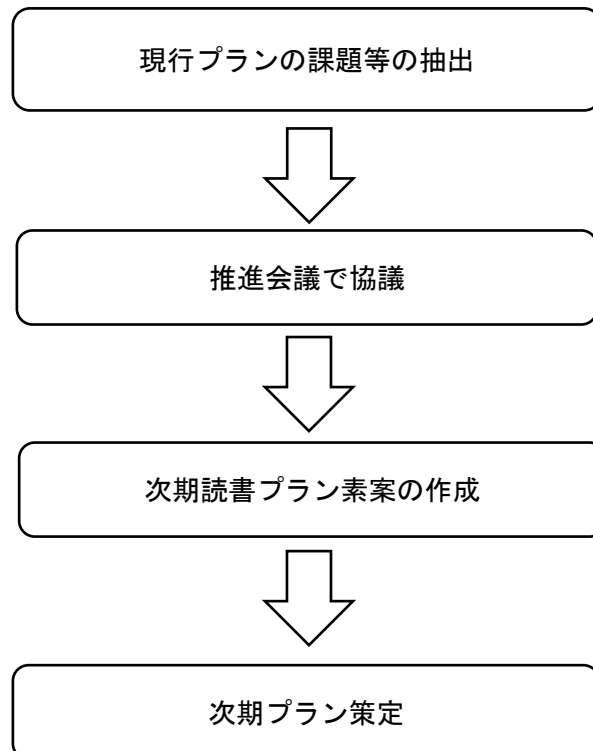 現行プランの課題等の抽出
推進会議で協議
次期読書プラン素案の作成
次期プラン策定